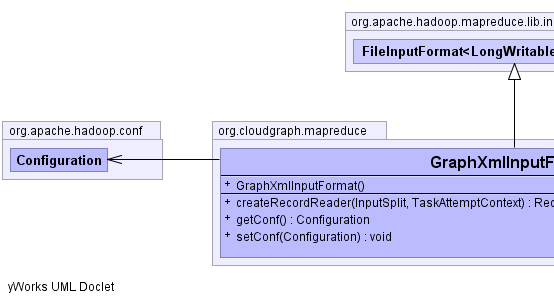 org.apache.hadoop.mapreduce.lib.in
FileInputFormat<LongWritable
org.apache.hadoop.conf
Configuration
org.cloudgraph.mapreduce
GraphXmlInputF
+ GraphXmlInputFormat()
+ createRecordReader(InputSplit, TaskAttemptContext) : Rec
+ getConf() : Configuration
+ setConf(Configuration) : void
yWorks UML Doclet